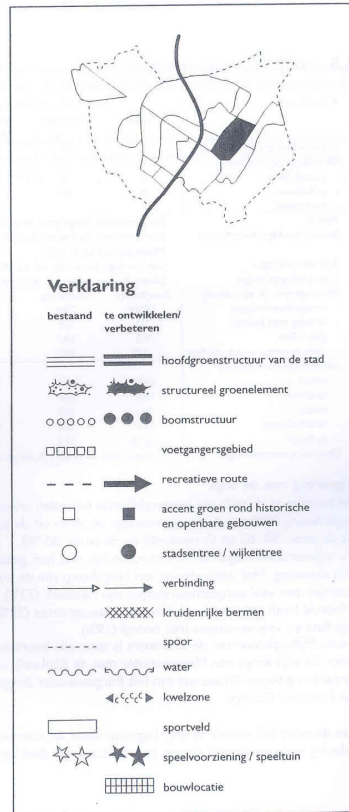 Verklaring
bestaand te ontwikkelen/
verbeteren
hoofdgroenstructuur van de stad
structureel groenelement
boomstructuur
voetgangersgebied
recreatieve route
accent groen rond historische
en openbare gebouwen
stadsentree / wijkentree
verbinding
kruidenrijke bermen
spoor
water
kwelzone
sportveld
speelvoorziening / speeltuin
bouwlocatie